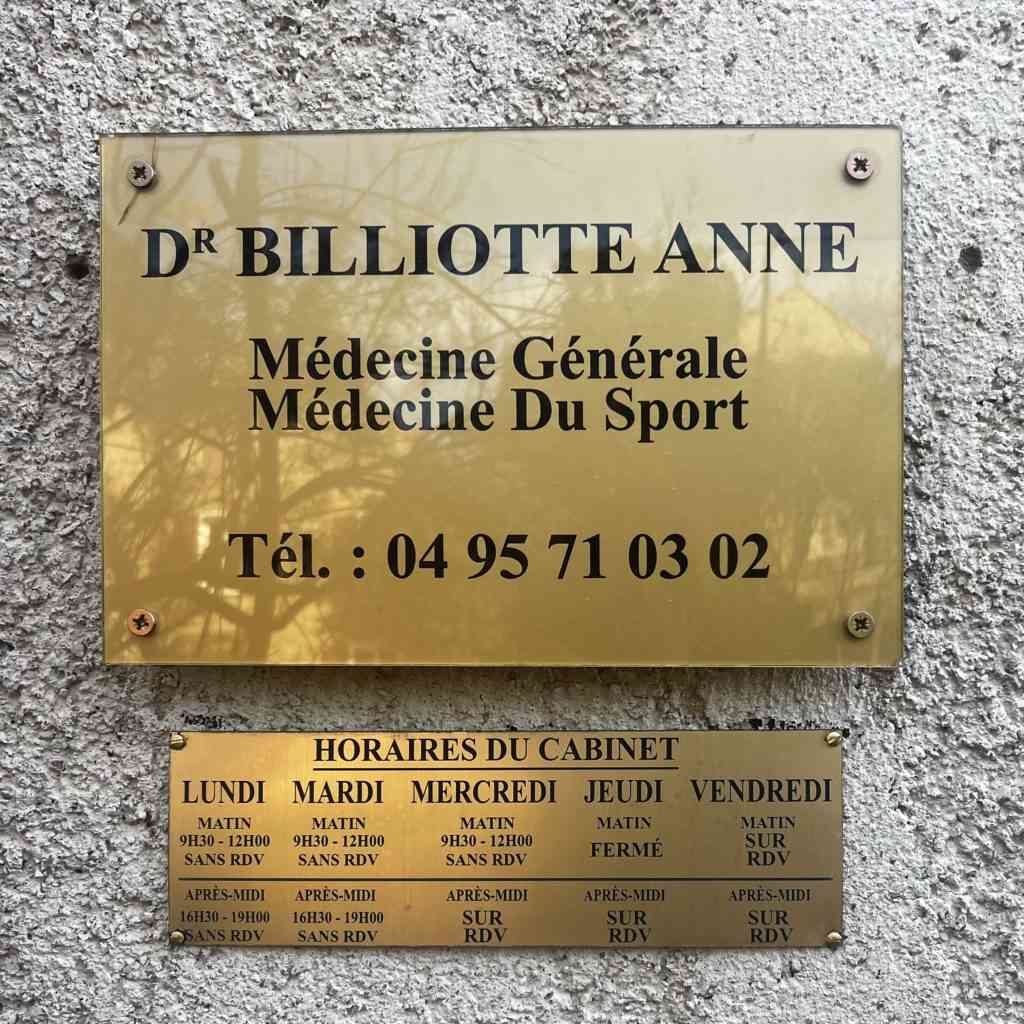 Dᴿ BILLIOTTE ANNE
Médecine Générale
Médecine Du Sport
Tél. : 04 95 71 03 02
HORAIRES DU CABINET
LUNDI MARDI MERCREDI JEUDI VENDREDI
MATIN MATIN MATIN MATIN MATIN
9H30 - 12H00 9H30 - 12H00 9H30 - 12H00 FERMÉ SUR
SANS RDV SANS RDV SANS RDV RDV
APRÈS-MIDI APRÈS-MIDI APRÈS-MIDI APRÈS-MIDI APRÈS-MIDI
16H30 - 19H00 16H30 - 19H00 SUR SUR SUR
SANS RDV SANS RDV RDV RDV RDV